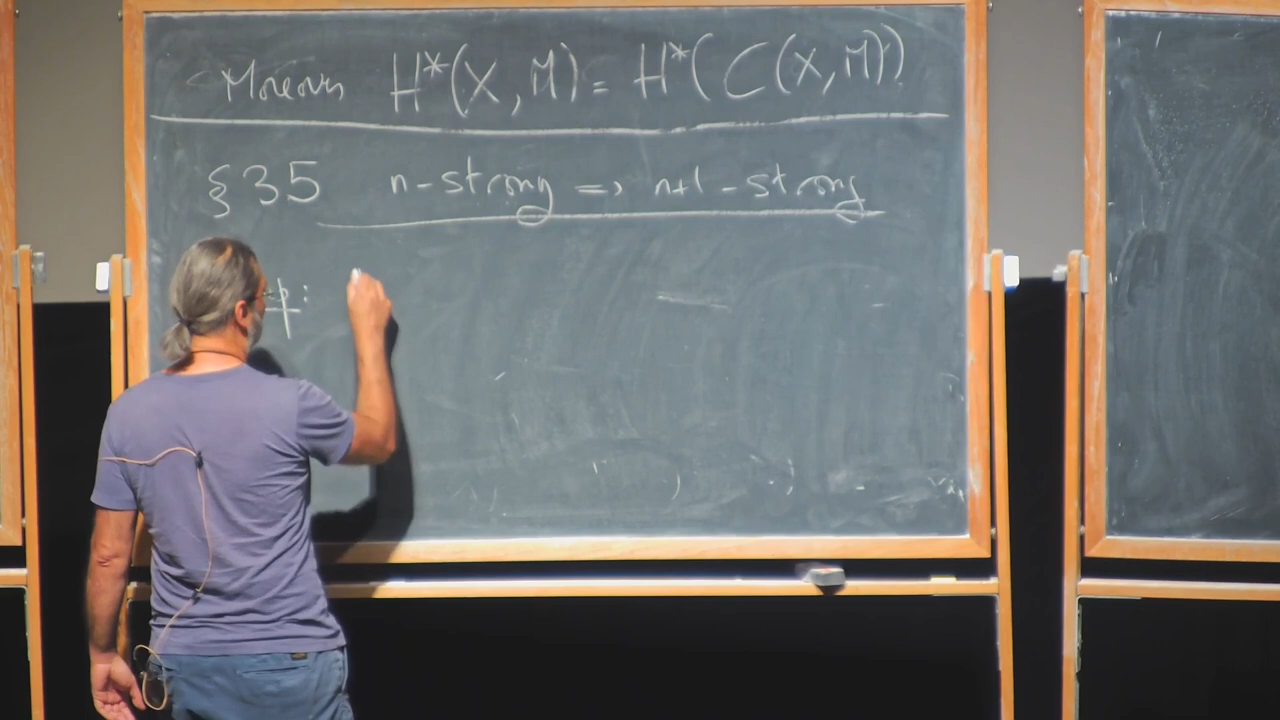 Moreover H*(X, M) = H*(C(X, M))
§35 n-strong => n+1-strong